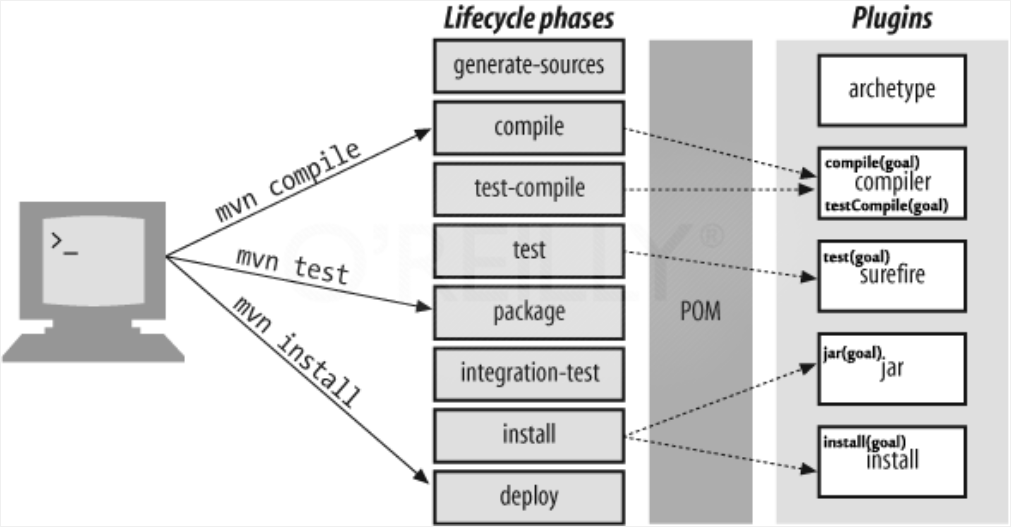 Lifecycle phases
Plugins
generate-sources
compile
test-compile
test
package
integration-test
install
deploy
mvn compile
mvn test
mvn install
>_
O'REILLY®
POM
archetype
compile(goal)
compiler
testCompile(goal)
test(goal)
surefire
jar(goal)
jar
install(goal)
install